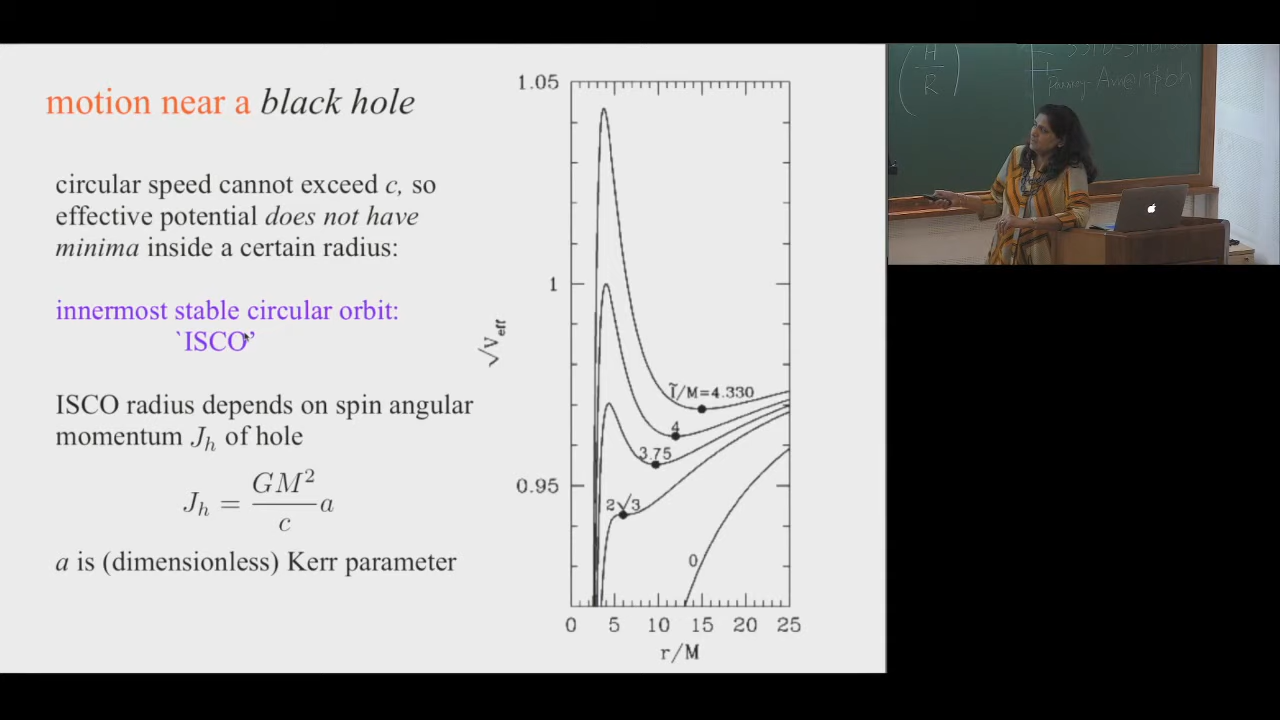 motion near a black hole
circular speed cannot exceed c, so
effective potential does not have
minima inside a certain radius:
innermost stable circular orbit:
`ISCO’
ISCO radius depends on spin angular
momentum J_h of hole
J_h = GM²/c a
a is (dimensionless) Kerr parameter
1.05
1
0.95
√V_eff
l̃/M=4.330
4
3.75
2√3
0
0 5 10 15 20 25
r/M
H
R